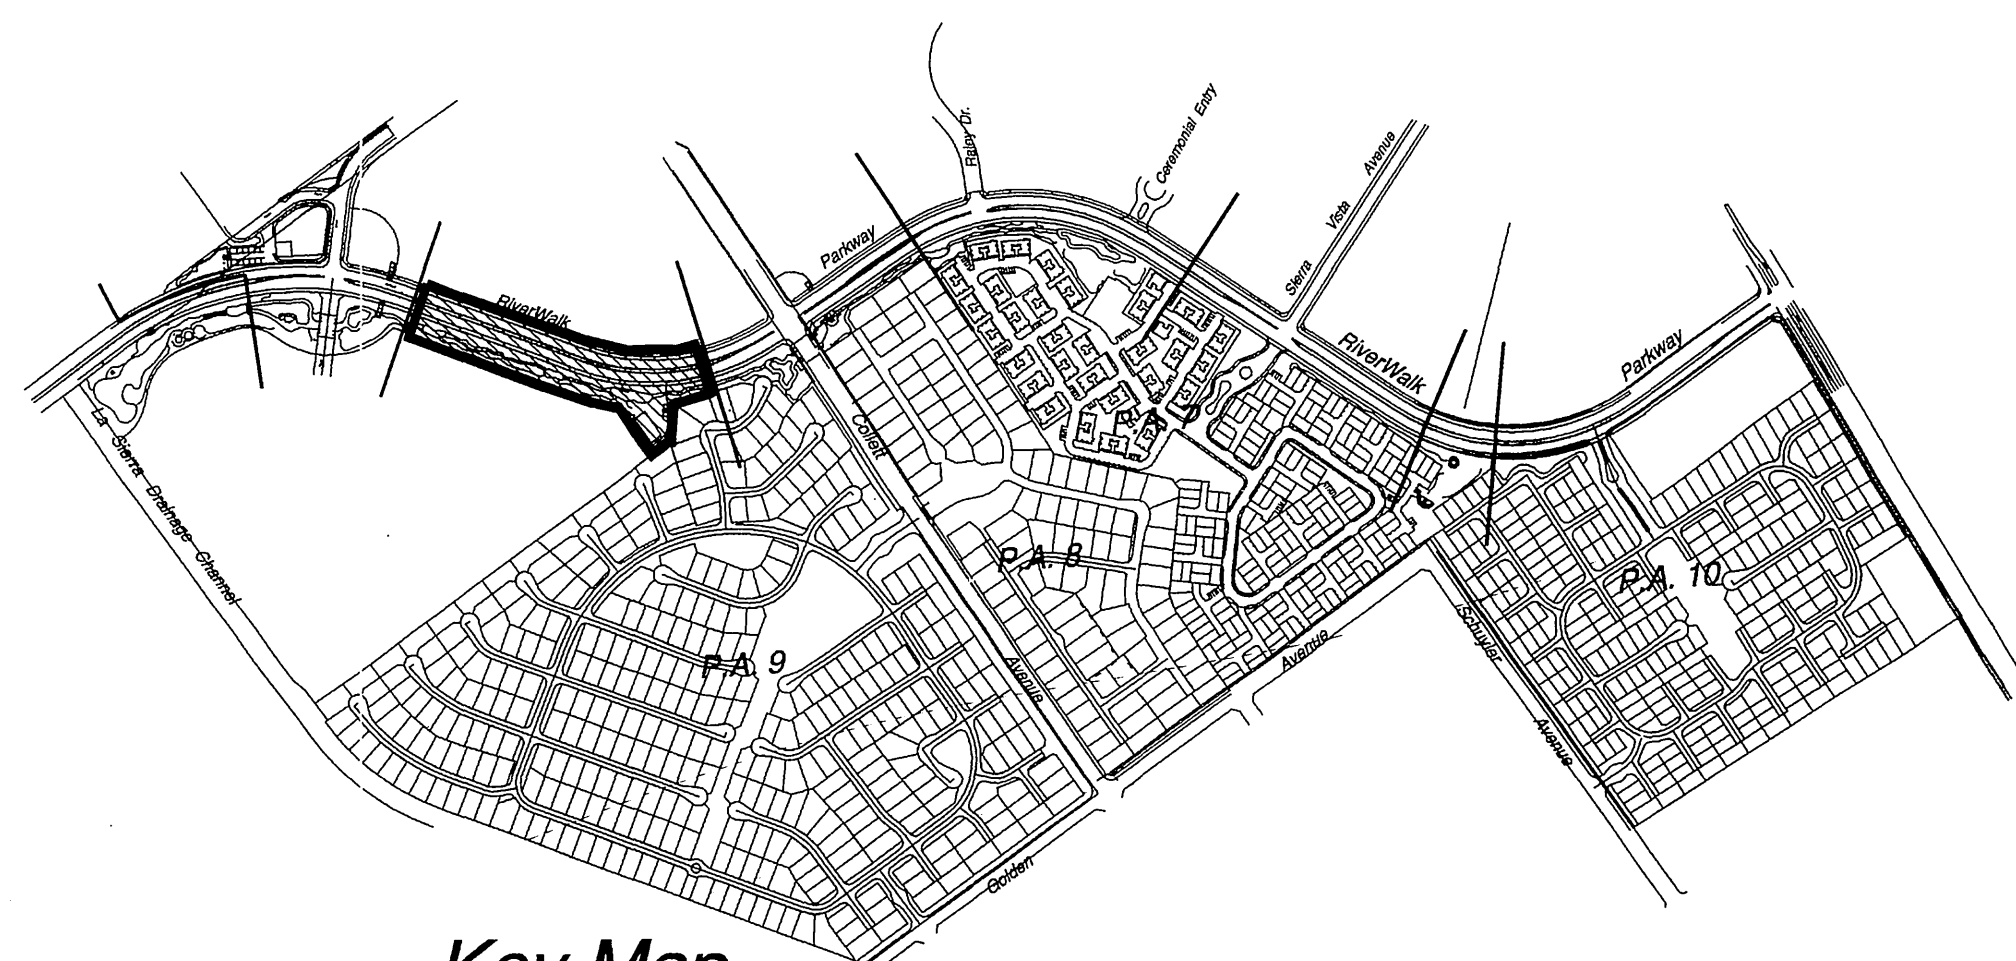 Raley Dr.
Ceremonial Entry
Sierra Vista Avenue
Parkway
RiverWalk
RiverWalk Parkway
La Sierra Drainage Channel
Collett Avenue
P.A. 8
P.A. 9
P.A. 10
Schuyler Avenue
Golden Avenue
Key Map